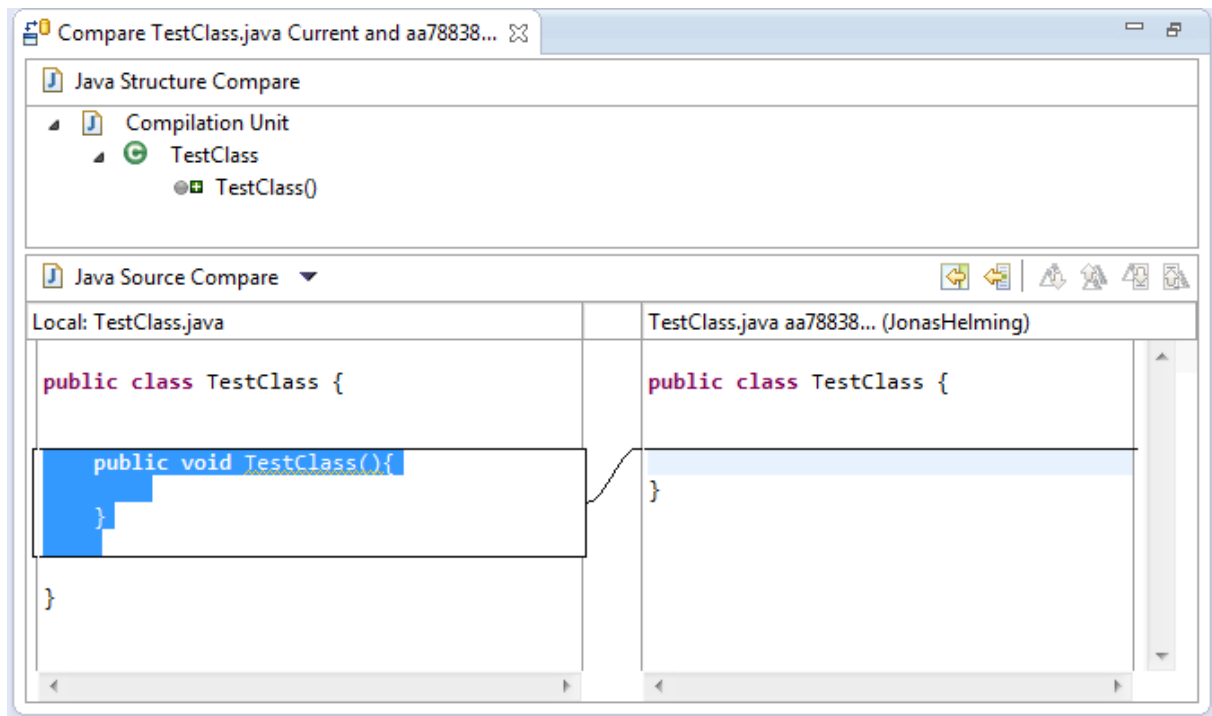 Compare TestClass.java Current and aa78838...
Java Structure Compare
Compilation Unit
TestClass
TestClass()
Java Source Compare
Local: TestClass.java
TestClass.java aa78838... (JonasHelming)
public class TestClass {
public void TestClass(){
}
}
public class TestClass {
}